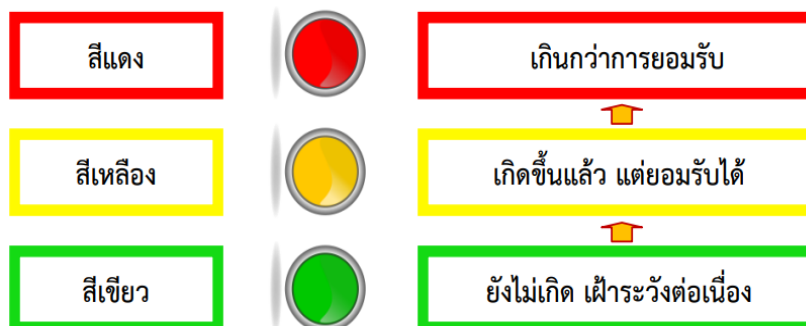 สีแดง
เกินกว่าการยอมรับ
สีเหลือง
เกิดขึ้นแล้ว แต่ยอมรับได้
สีเขียว
ยังไม่เกิด เฝ้าระวังต่อเนื่อง